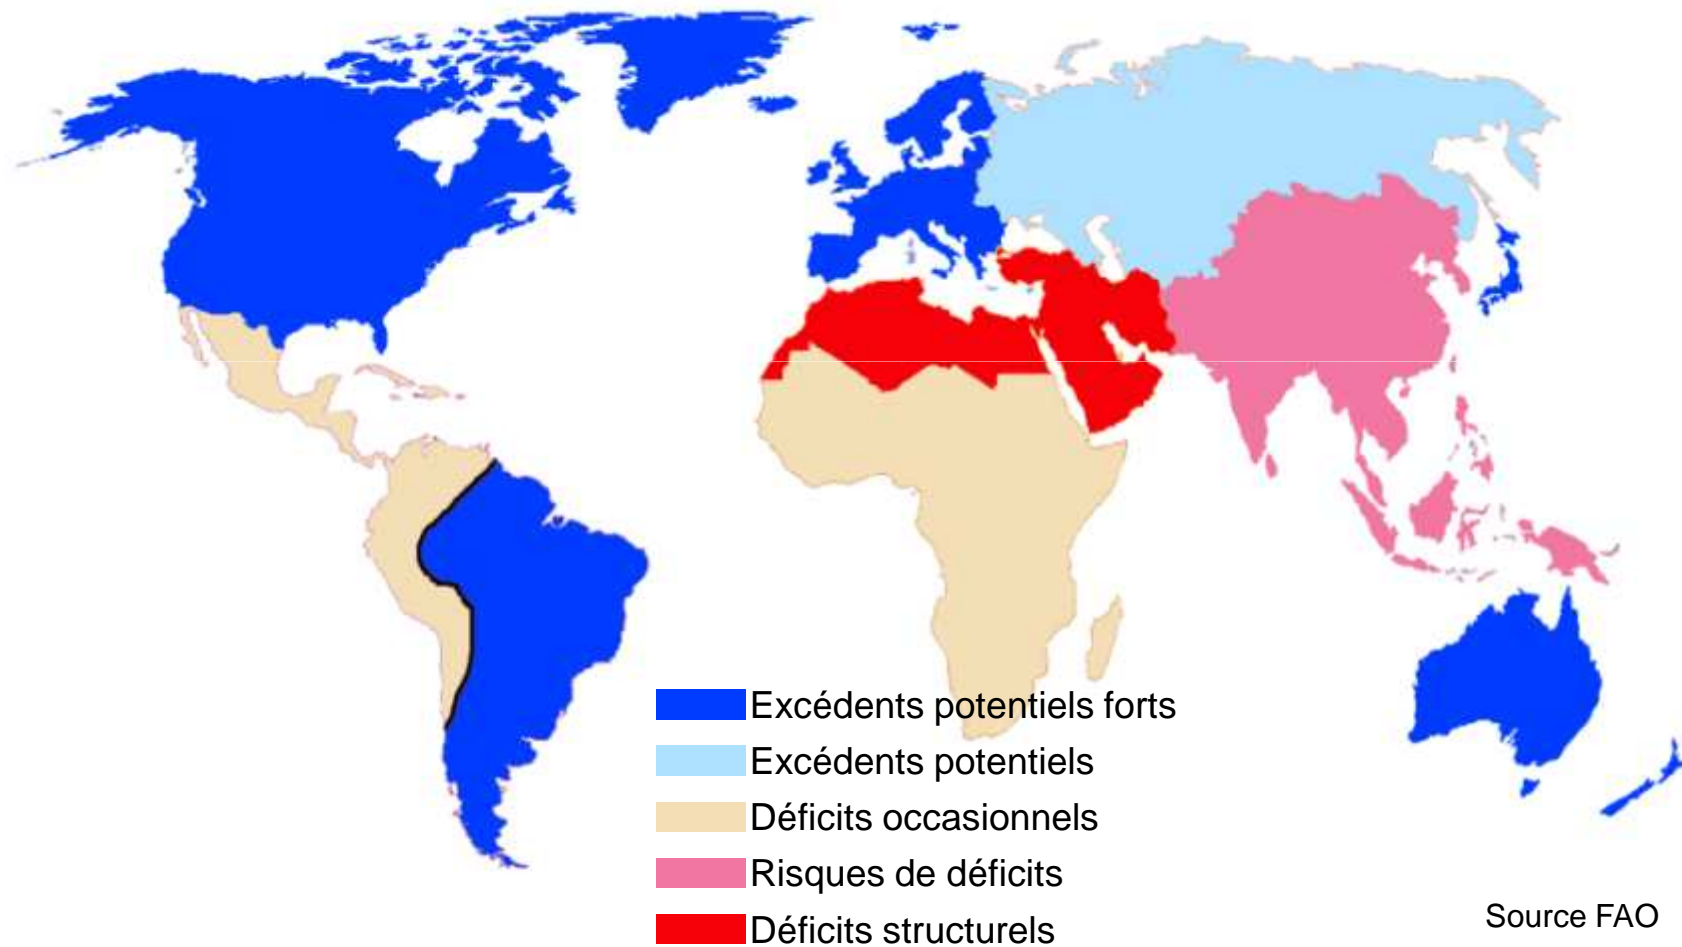 Excédents potentiels forts
Excédents potentiels
Déficits occasionnels
Risques de déficits
Déficits structurels
Source FAO